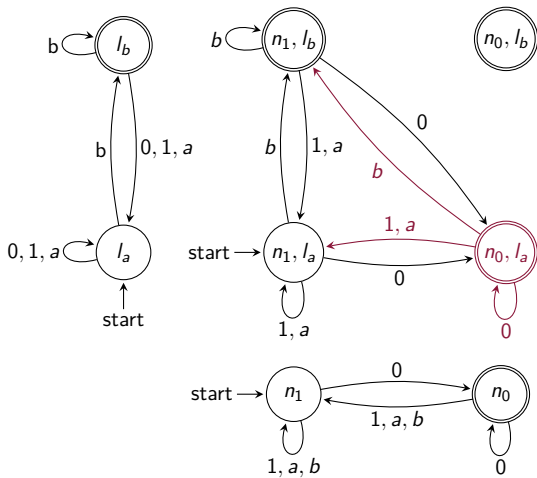 b
l_b
b
0, 1, a
0, 1, a
l_a
start
b
n_1, l_b
n_0, l_b
0
b
1, a
b
1, a
start
n_1, l_a
n_0, l_a
0
1, a
0
start
n_1
0
1, a, b
n_0
1, a, b
0